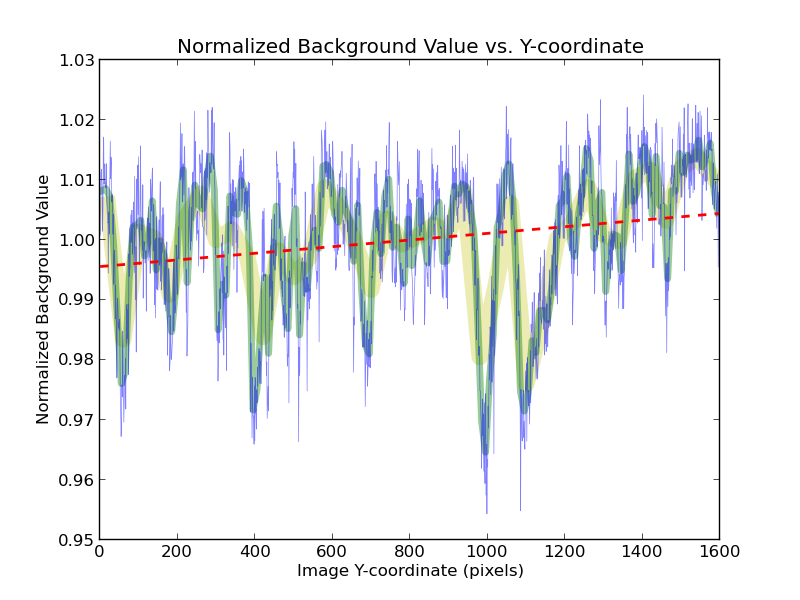 Normalized Background Value vs. Y-coordinate
1.03
1.02
1.01
1.00
0.99
0.98
0.97
0.96
0.95
Normalized Background Value
0 200 400 600 800 1000 1200 1400 1600
Image Y-coordinate (pixels)